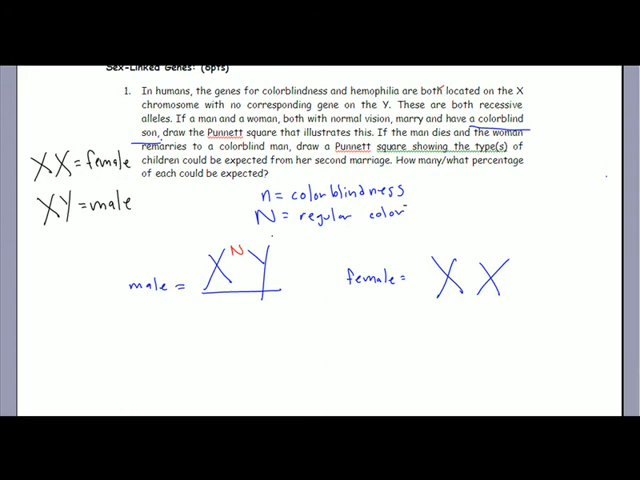 Sex-Linked Genes: (6pts)
1. In humans, the genes for colorblindness and hemophilia are both located on the X
chromosome with no corresponding gene on the Y. These are both recessive
alleles. If a man and a woman, both with normal vision, marry and have a colorblind
son, draw the Punnett square that illustrates this. If the man dies and the woman
remarries to a colorblind man, draw a Punnett square showing the type(s) of
children could be expected from her second marriage. How many/what percentage
of each could be expected?
XX = female
XY = male
n = colorblindness
N = regular color
male = X^N Y
female = X X